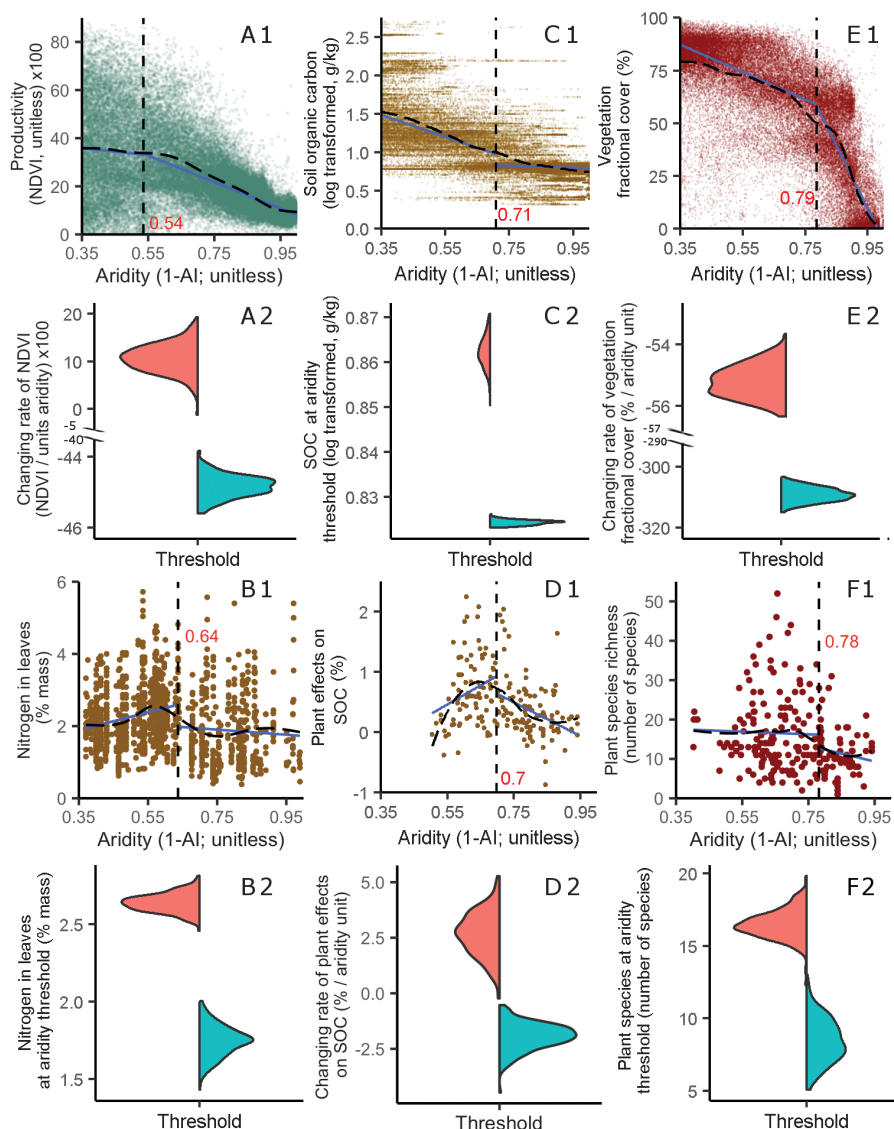 A1
Productivity
(NDVI, unitless) x100
80
60
40
20
0
0.54
0.35 0.55 0.75 0.95
Aridity (1-AI; unitless)
C1
Soil organic carbon
(log transformed, g/kg)
2.5
2.0
1.5
1.0
0.5
0.0
0.71
0.35 0.55 0.75 0.95
Aridity (1-AI; unitless)
E1
Vegetation
fractional cover (%)
100
75
50
25
0
0.79
0.35 0.55 0.75 0.95
Aridity (1-AI; unitless)
A2
Changing rate of NDVI
(NDVI / units aridity) x100
20
10
0
-5
-40
-44
-46
Threshold
C2
SOC at aridity
threshold (log transformed, g/kg)
0.87
0.86
0.85
0.84
0.83
Threshold
E2
Changing rate of vegetation
fractional cover (% / aridity unit)
-54
-56
-57
-290
-310
-320
Threshold
B1
Nitrogen in leaves
(% mass)
6
4
2
0
0.64
0.35 0.55 0.75 0.95
Aridity (1-AI; unitless)
D1
Plant effects on
SOC (%)
2
1
0
-1
0.7
0.35 0.55 0.75 0.95
Aridity (1-AI; unitless)
F1
Plant species richness
(number of species)
50
40
30
20
10
0
0.78
0.35 0.55 0.75 0.95
Aridity (1-AI; unitless)
B2
Nitrogen in leaves
at aridity threshold (% mass)
2.5
2.0
1.5
Threshold
D2
Changing rate of plant effects
on SOC (% / aridity unit)
5.0
2.5
0.0
-2.5
Threshold
F2
Plant species at aridity
threshold (number of species)
20
15
10
5
Threshold